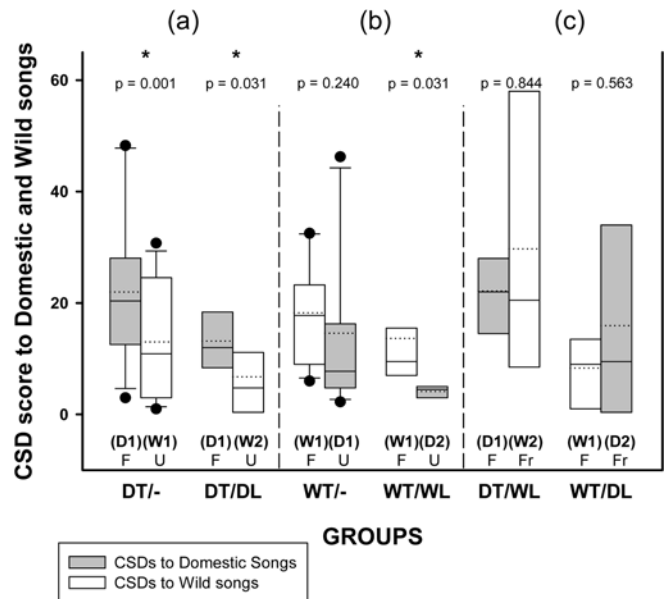 (a) (b) (c)
* * *
p = 0.001 p = 0.031 p = 0.240 p = 0.031 p = 0.844 p = 0.563
CSD score to Domestic and Wild songs
60
40
20
0
(D1)(W1) (D1)(W2) (W1)(D1) (W1)(D2) (D1)(W2) (W1)(D2)
F U F U F U F U F Fr F Fr
DT/- DT/DL WT/- WT/WL DT/WL WT/DL
GROUPS
CSDs to Domestic Songs
CSDs to Wild songs